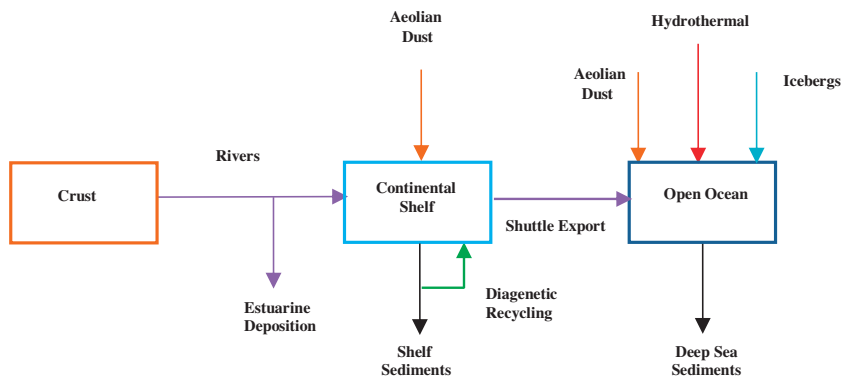 Aeolian
Dust
Hydrothermal
Aeolian
Dust
Icebergs
Rivers
Crust
Continental
Shelf
Open Ocean
Shuttle Export
Estuarine
Deposition
Diagenetic
Recycling
Shelf
Sediments
Deep Sea
Sediments